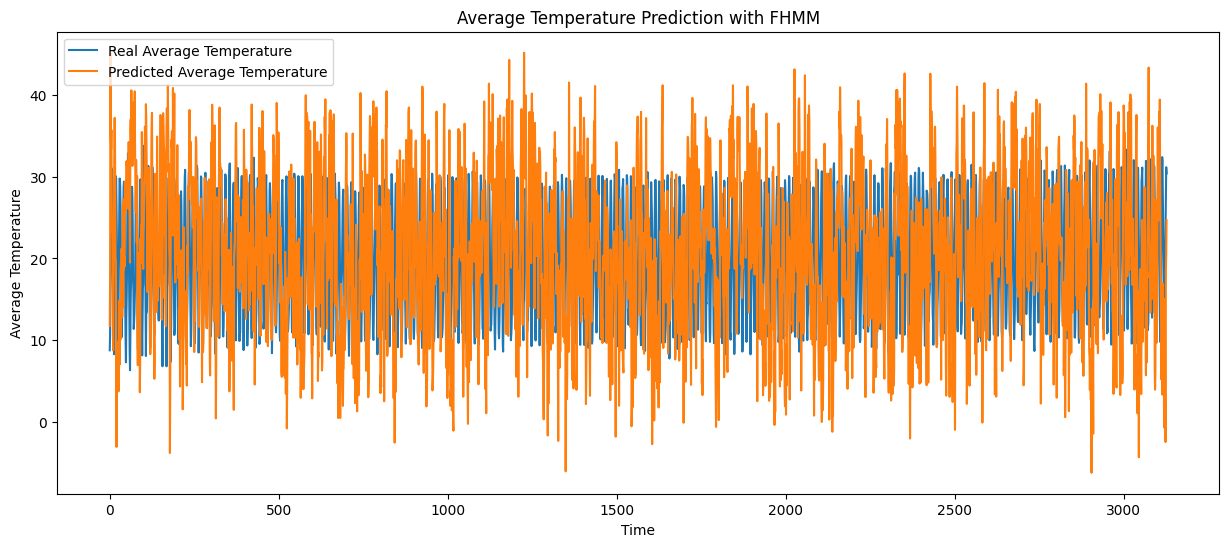 Average Temperature Prediction with FHMM
Real Average Temperature
Predicted Average Temperature
Average Temperature
40
30
20
10
0
0 500 1000 1500 2000 2500 3000
Time